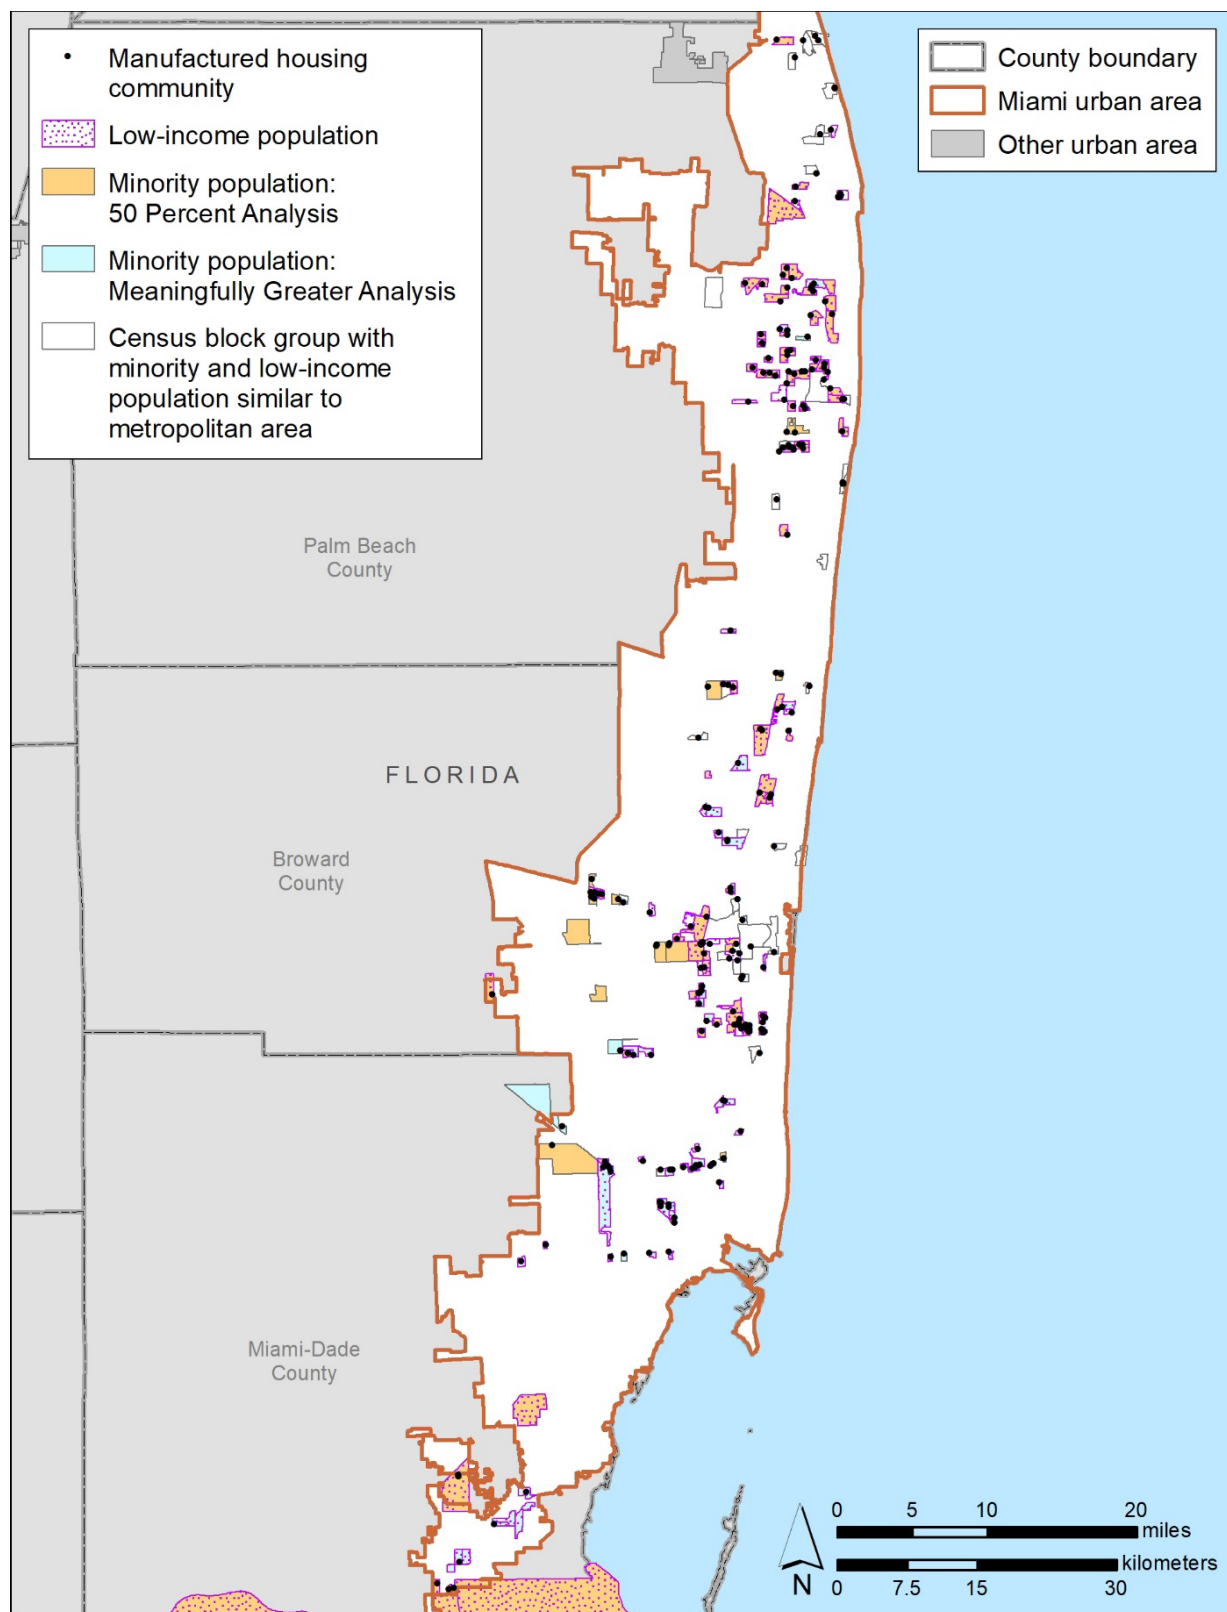 Manufactured housing
community
Low-income population
Minority population:
50 Percent Analysis
Minority population:
Meaningfully Greater Analysis
Census block group with
minority and low-income
population similar to
metropolitan area
County boundary
Miami urban area
Other urban area
Palm Beach
County
FLORIDA
Broward
County
Miami-Dade
County
N
0 5 10 20
miles
kilometers
0 7.5 15 30